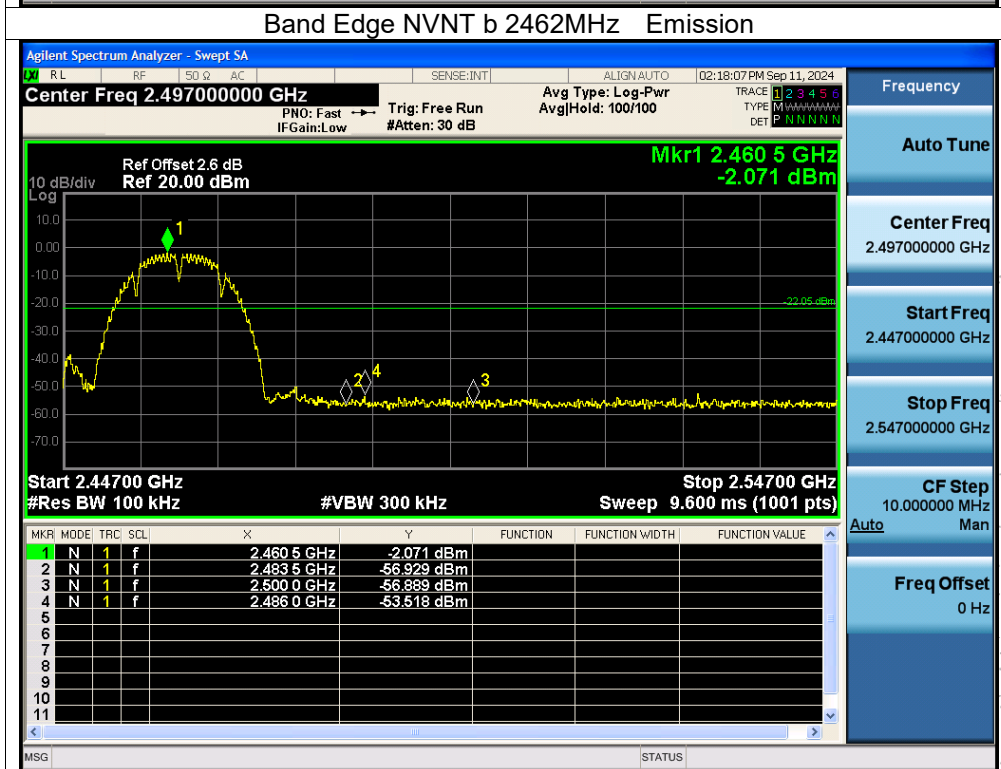 Band Edge NVNT b 2462MHz Emission
Agilent Spectrum Analyzer - Swept SA
LXI RL RF 50 Ω AC SENSE:INT ALIGN AUTO 02:18:07 PM Sep 11, 2024
Center Freq 2.497000000 GHz
PNO: Fast
IFGain:Low
Trig: Free Run
#Atten: 30 dB
Avg Type: Log-Pwr
Avg|Hold: 100/100
TRACE 1 2 3 4 5 6
TYPE M WWWWW
DET P N N N N N
Frequency
Auto Tune
Center Freq
2.497000000 GHz
Start Freq
2.447000000 GHz
Stop Freq
2.547000000 GHz
CF Step
10.000000 MHz
Auto Man
Freq Offset
0 Hz
Mkr1 2.460 5 GHz
-2.071 dBm
Ref Offset 2.6 dB
10 dB/div Ref 20.00 dBm
Log
10.0
0.00
-10.0
-20.0
-30.0
-40.0
-50.0
-60.0
-70.0
1
-22.05 dBm
2 4 3
Start 2.44700 GHz Stop 2.54700 GHz
#Res BW 100 kHz #VBW 300 kHz Sweep 9.600 ms (1001 pts)
MKR MODE TRC SCL X Y FUNCTION FUNCTION WIDTH FUNCTION VALUE
1 N 1 f 2.460 5 GHz -2.071 dBm
2 N 1 f 2.483 5 GHz -56.929 dBm
3 N 1 f 2.500 0 GHz -56.889 dBm
4 N 1 f 2.486 0 GHz -53.518 dBm
5
6
7
8
9
10
11
MSG STATUS